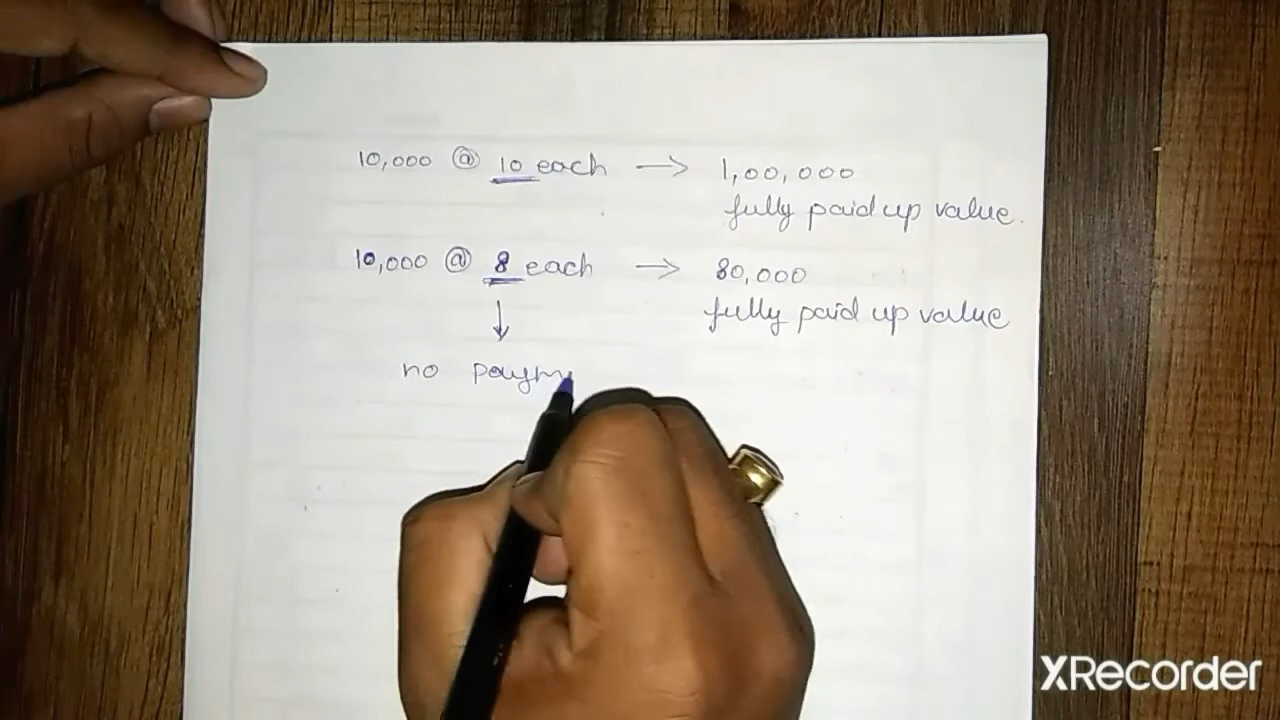 10,000 @ 10 each → 1,00,000
fully paid up value.
10,000 @ 8 each → 80,000
fully paid up value
↓
no paym
XRecorder